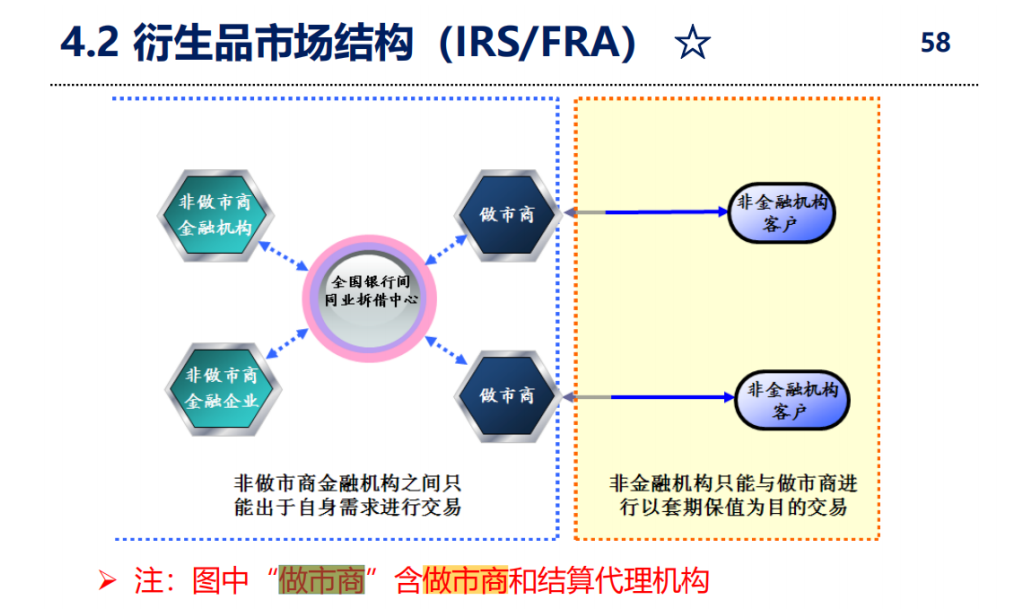 4.2 衍生品市场结构（IRS/FRA） ☆
58
非做市商
金融机构
做市商
非金融机构
客户
全国银行间
同业拆借中心
非做市商
金融企业
做市商
非金融机构
客户
非做市商金融机构之间只
能出于自身需求进行交易
非金融机构只能与做市商进
行以套期保值为目的交易
➢ 注：图中“做市商”含做市商和结算代理机构